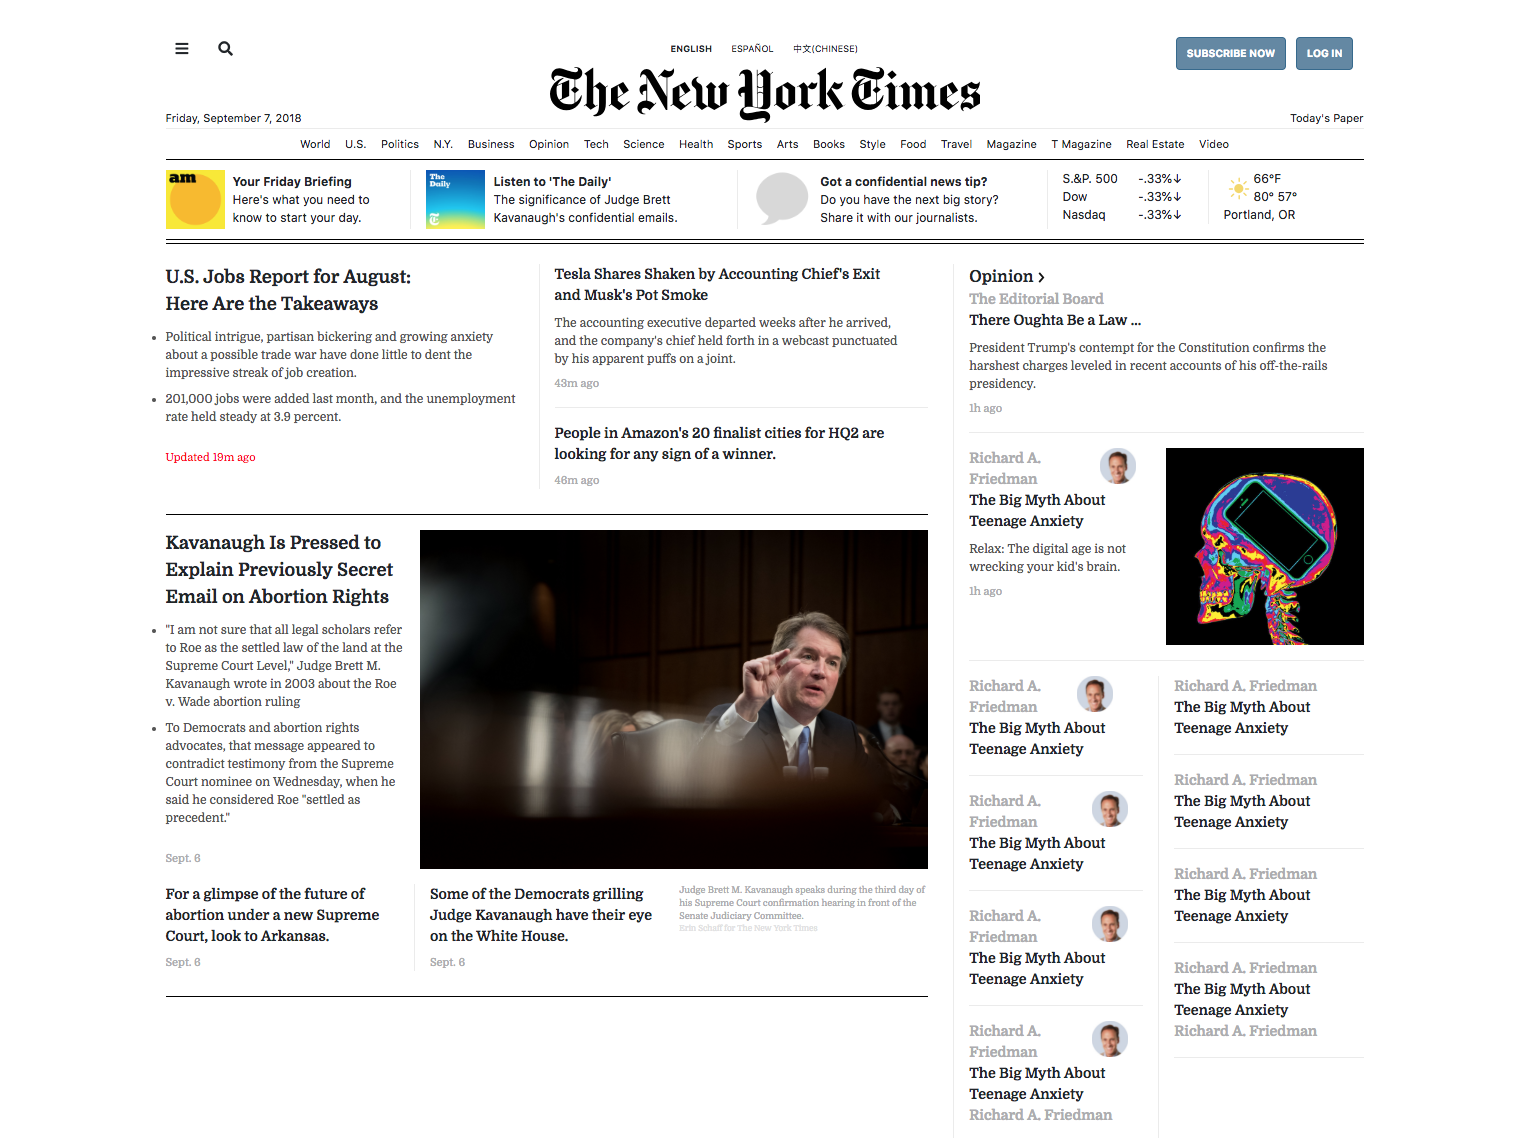 ENGLISH ESPAÑOL 中文(CHINESE)
SUBSCRIBE NOW LOG IN
The New York Times
Friday, September 7, 2018
Today's Paper
World U.S. Politics N.Y. Business Opinion Tech Science Health Sports Arts Books Style Food Travel Magazine T Magazine Real Estate Video
am
Your Friday Briefing
Here's what you need to
know to start your day.
The
Daily
T
Listen to 'The Daily'
The significance of Judge Brett
Kavanaugh's confidential emails.
Got a confidential news tip?
Do you have the next big story?
Share it with our journalists.
S.&P. 500 -.33%↓
Dow -.33%↓
Nasdaq -.33%↓
66°F
80° 57°
Portland, OR
U.S. Jobs Report for August:
Here Are the Takeaways
• Political intrigue, partisan bickering and growing anxiety
about a possible trade war have done little to dent the
impressive streak of job creation.
• 201,000 jobs were added last month, and the unemployment
rate held steady at 3.9 percent.
Updated 19m ago
Tesla Shares Shaken by Accounting Chief's Exit
and Musk's Pot Smoke
The accounting executive departed weeks after he arrived,
and the company's chief held forth in a webcast punctuated
by his apparent puffs on a joint.
43m ago
People in Amazon's 20 finalist cities for HQ2 are
looking for any sign of a winner.
46m ago
Kavanaugh Is Pressed to
Explain Previously Secret
Email on Abortion Rights
• "I am not sure that all legal scholars refer
to Roe as the settled law of the land at the
Supreme Court Level," Judge Brett M.
Kavanaugh wrote in 2003 about the Roe
v. Wade abortion ruling
• To Democrats and abortion rights
advocates, that message appeared to
contradict testimony from the Supreme
Court nominee on Wednesday, when he
said he considered Roe "settled as
precedent."
Sept. 6
For a glimpse of the future of
abortion under a new Supreme
Court, look to Arkansas.
Sept. 6
Some of the Democrats grilling
Judge Kavanaugh have their eye
on the White House.
Sept. 6
Judge Brett M. Kavanaugh speaks during the third day of
his Supreme Court confirmation hearing in front of the
Senate Judiciary Committee.
Erin Schaff for The New York Times
Opinion ›
The Editorial Board
There Oughta Be a Law ...
President Trump's contempt for the Constitution confirms the
harshest charges leveled in recent accounts of his off-the-rails
presidency.
1h ago
Richard A.
Friedman
The Big Myth About
Teenage Anxiety
Relax: The digital age is not
wrecking your kid's brain.
1h ago
Richard A.
Friedman
The Big Myth About
Teenage Anxiety
Richard A.
Friedman
The Big Myth About
Teenage Anxiety
Richard A.
Friedman
The Big Myth About
Teenage Anxiety
Richard A.
Friedman
The Big Myth About
Teenage Anxiety
Richard A. Friedman
Richard A. Friedman
The Big Myth About
Teenage Anxiety
Richard A. Friedman
The Big Myth About
Teenage Anxiety
Richard A. Friedman
The Big Myth About
Teenage Anxiety
Richard A. Friedman
The Big Myth About
Teenage Anxiety
Richard A. Friedman